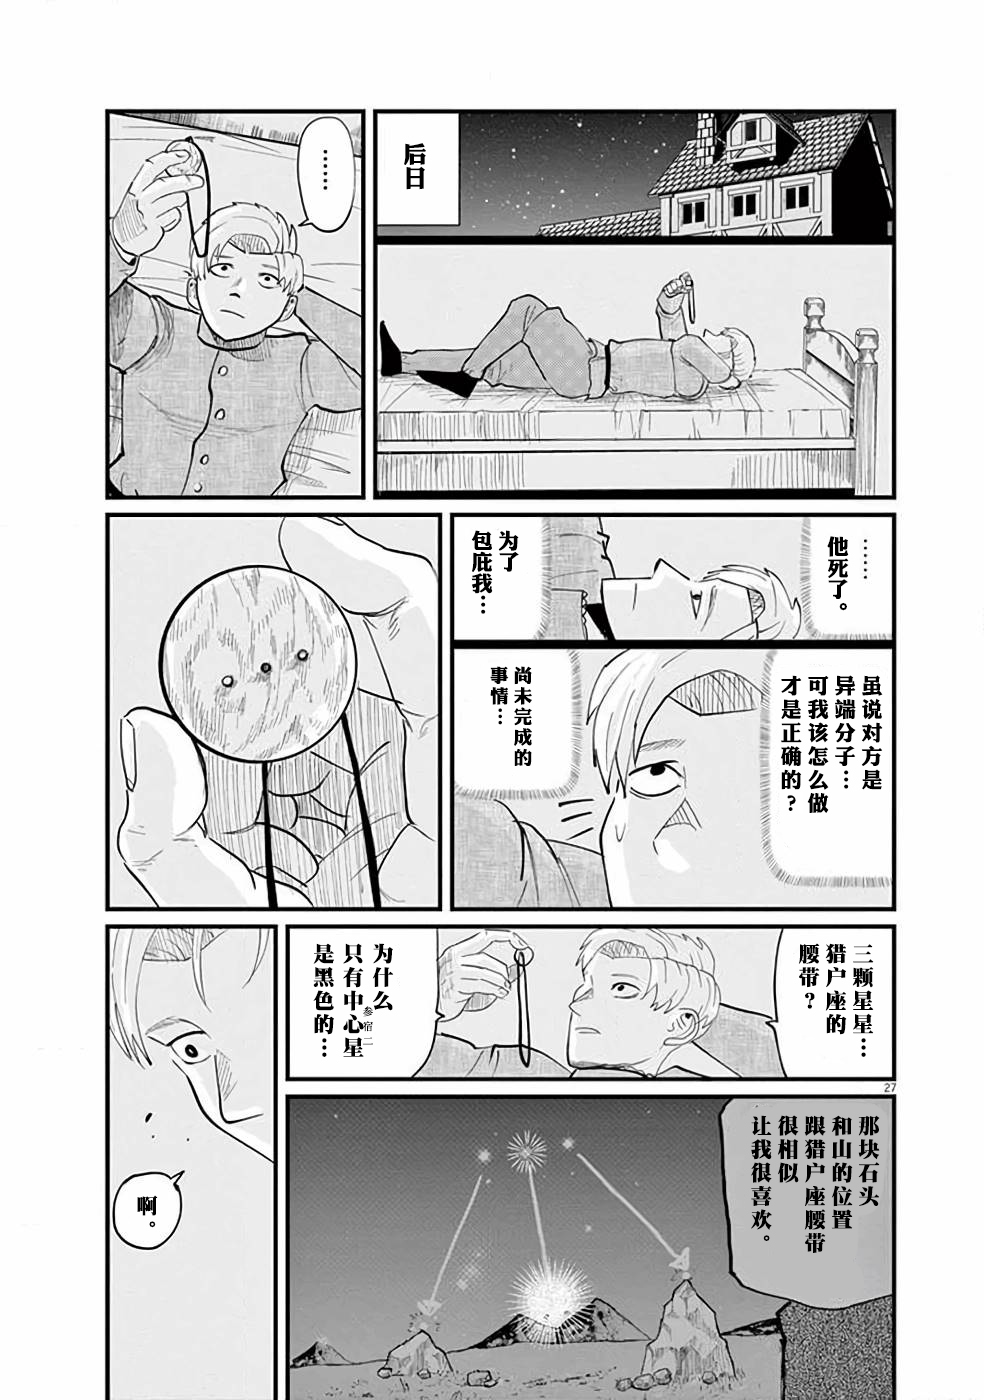 后日
……
……
他死了。
为了
包庇我…
虽说对方是
异端分子…
可我该怎么做
才是正确的？
尚未完成的
事情…
三颗星星…
猎户座的
腰带？
为什么
只有中心星
参宿二
是黑色的…
27
那块石头
和山的位置
跟猎户座腰带
很相似
让我很喜欢。
啊。